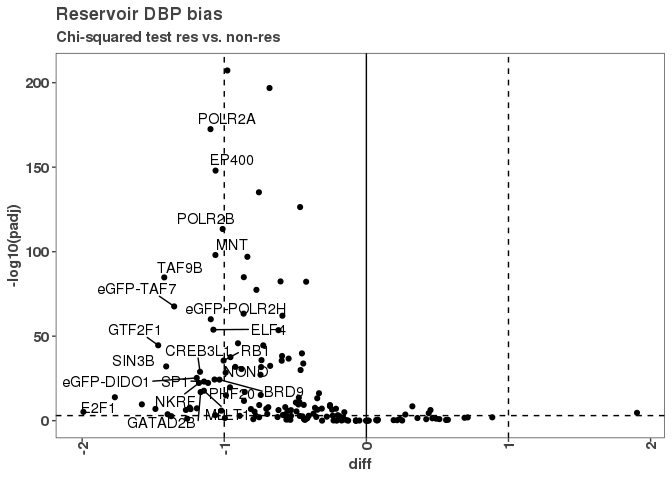 Reservoir DBP bias
Chi-squared test res vs. non-res
200
150
100
50
0
-log10(padj)
POLR2A
EP400
POLR2B
MNT
TAF9B
eGFP-TAF7
eGFP-POLR2H
GTF2F1
ELF4
CREB3L1
RB1
SIN3B
NONO
eGFP-DIDO1
SP1
PHF20
BRD9
NKRF
E2F1
MLLT1
GATAD2B
-2
-1
0
1
2
diff